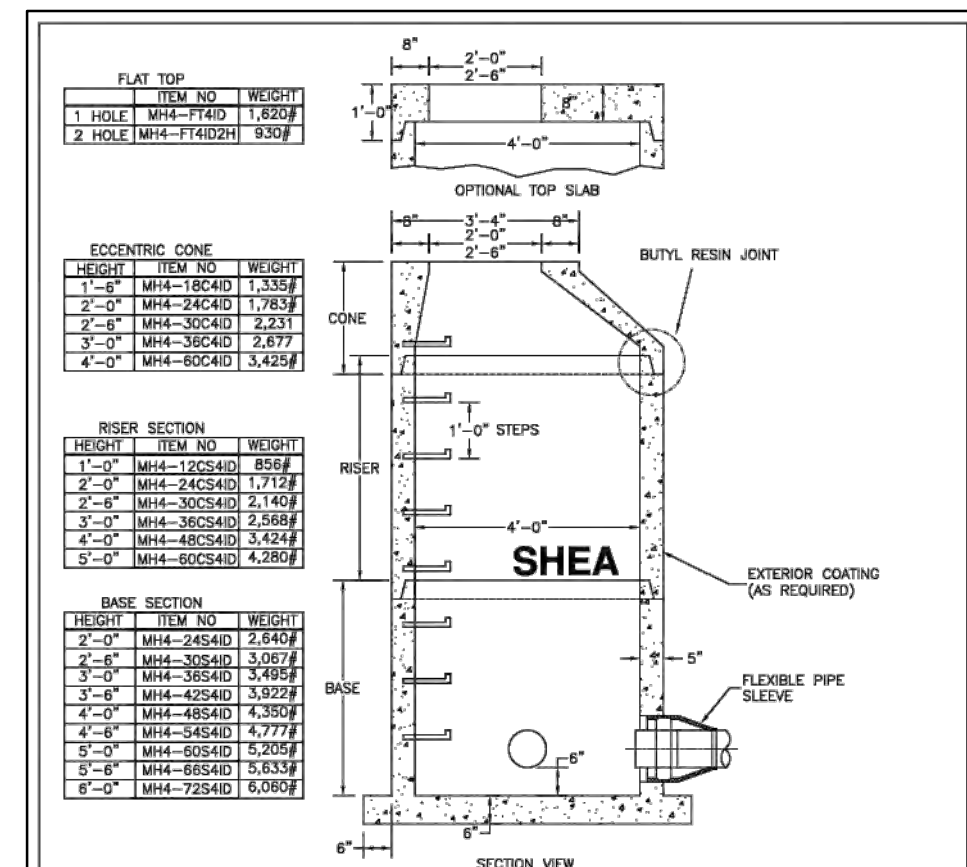 FLAT TOP
ITEM NO WEIGHT
1 HOLE MH4-FT4ID 1,620#
2 HOLE MH4-FT4ID2H 930#
8"
2'-0"
2'-6"
1'-0"
8"
4'-0"
OPTIONAL TOP SLAB
ECCENTRIC CONE
HEIGHT ITEM NO WEIGHT
1'-6" MH4-18C4ID 1,335#
2'-0" MH4-24C4ID 1,783#
2'-6" MH4-30C4ID 2,231
3'-0" MH4-36C4ID 2,677
4'-0" MH4-60C4ID 3,425#
8" 3'-4" 8"
2'-0"
2'-6"
BUTYL RESIN JOINT
CONE
RISER SECTION
HEIGHT ITEM NO WEIGHT
1'-0" MH4-12CS4ID 856#
2'-0" MH4-24CS4ID 1,712#
2'-6" MH4-30CS4ID 2,140#
3'-0" MH4-36CS4ID 2,568#
4'-0" MH4-48CS4ID 3,424#
5'-0" MH4-60CS4ID 4,280#
1'-0" STEPS
RISER
4'-0"
SHEA
EXTERIOR COATING
(AS REQUIRED)
BASE SECTION
HEIGHT ITEM NO WEIGHT
2'-0" MH4-24S4ID 2,640#
2'-6" MH4-30S4ID 3,067#
3'-0" MH4-36S4ID 3,495#
3'-6" MH4-42S4ID 3,922#
4'-0" MH4-48S4ID 4,350#
4'-6" MH4-54S4ID 4,777#
5'-0" MH4-60S4ID 5,205#
5'-6" MH4-66S4ID 5,633#
6'-0" MH4-72S4ID 6,060#
5"
BASE
FLEXIBLE PIPE
SLEEVE
6"
6"
6"
SECTION VIEW